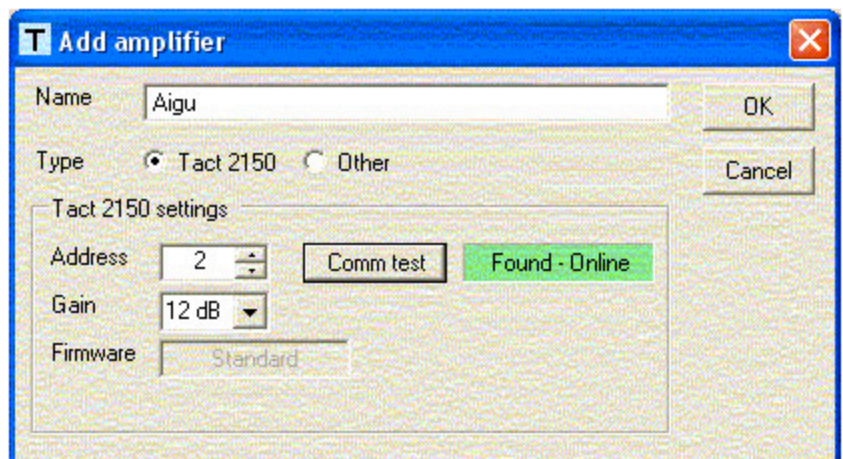 T Add amplifier
Name Aigu OK
Type Tact 2150 Other Cancel
Tact 2150 settings
Address 2 Comm test Found - Online
Gain 12 dB
Firmware Standard